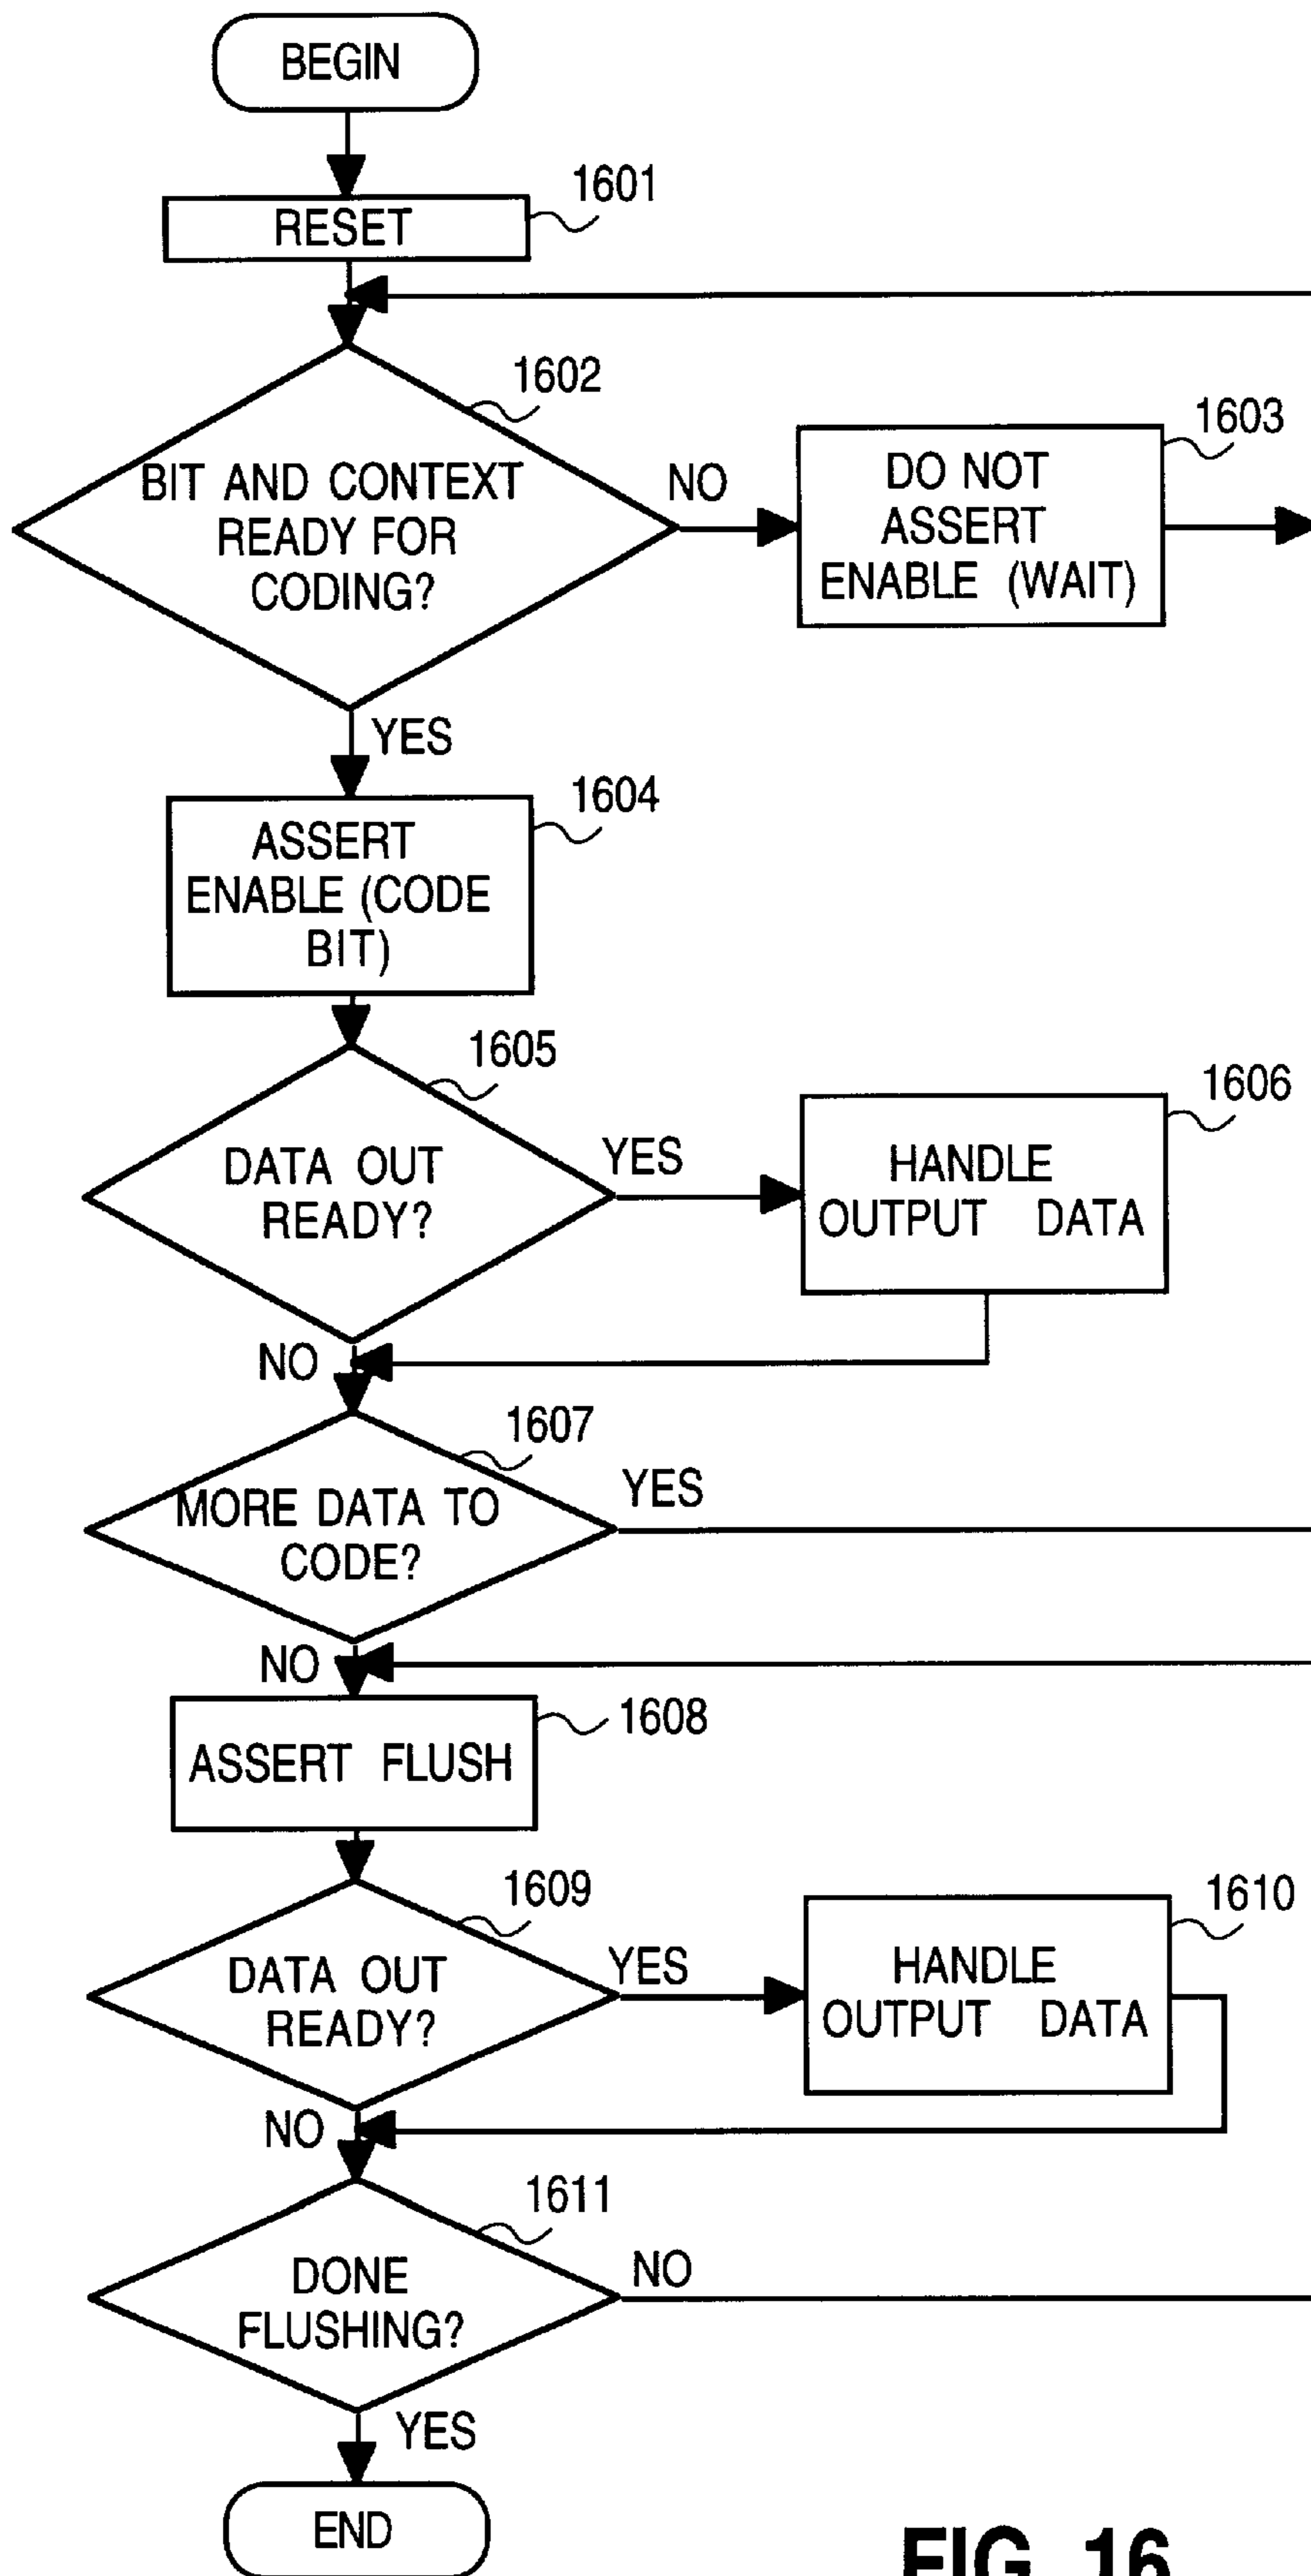 BEGIN
1601
RESET
1602
BIT AND CONTEXT
READY FOR
CODING?
NO
1603
DO NOT
ASSERT
ENABLE (WAIT)
YES
1604
ASSERT
ENABLE (CODE
BIT)
1605
DATA OUT
READY?
YES
1606
HANDLE
OUTPUT DATA
NO
1607
MORE DATA TO
CODE?
YES
NO
1608
ASSERT FLUSH
1609
DATA OUT
READY?
YES
1610
HANDLE
OUTPUT DATA
NO
1611
DONE
FLUSHING?
NO
YES
END
FIG. 16